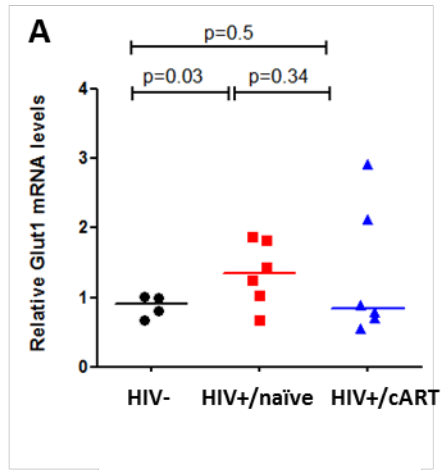 A
p=0.5
p=0.03 p=0.34
Relative Glut1 mRNA levels
4
3
2
1
0
HIV- HIV+/naïve HIV+/cART